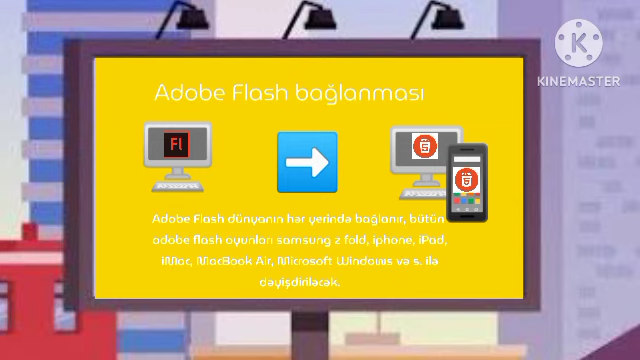 Adobe Flash bağlanması
K
KINEMASTER
Fl
5
Adobe Flash dünyanın hər yerində bağlanır, bütün
adobe flash oyunları samsung z fold, iphone, iPad,
iMac, MacBook Air, Microsoft Windows və s. ilə
dəyişdiriləcək.